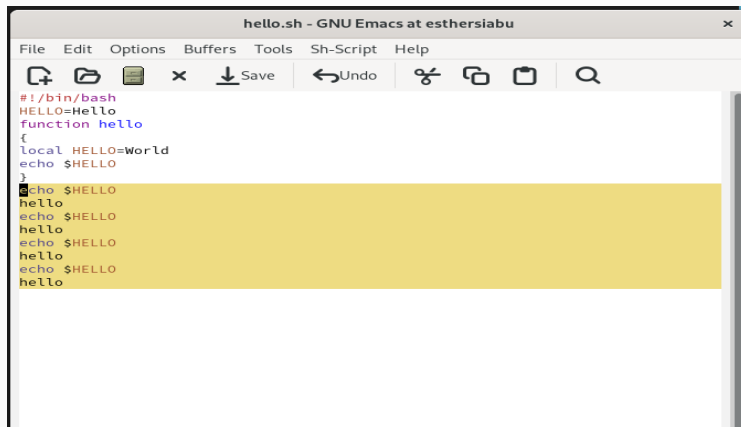 hello.sh - GNU Emacs at esthersiabu ×
File Edit Options Buffers Tools Sh-Script Help
Save Undo
#!/bin/bash
HELLO=Hello
function hello
{
local HELLO=World
echo $HELLO
}
echo $HELLO
hello
echo $HELLO
hello
echo $HELLO
hello
echo $HELLO
hello